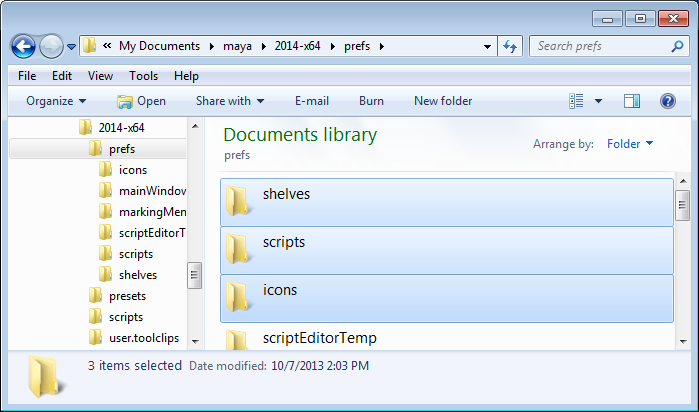 « My Documents ▸ maya ▸ 2014-x64 ▸ prefs ▸
Search prefs
File Edit View Tools Help
Organize Open Share with E-mail Burn New folder
2014-x64
prefs
icons
mainWindow
markingMen
scriptEditorT
scripts
shelves
presets
scripts
user.toolclips
Documents library
prefs
Arrange by: Folder
shelves
scripts
icons
scriptEditorTemp
3 items selected Date modified: 10/7/2013 2:03 PM